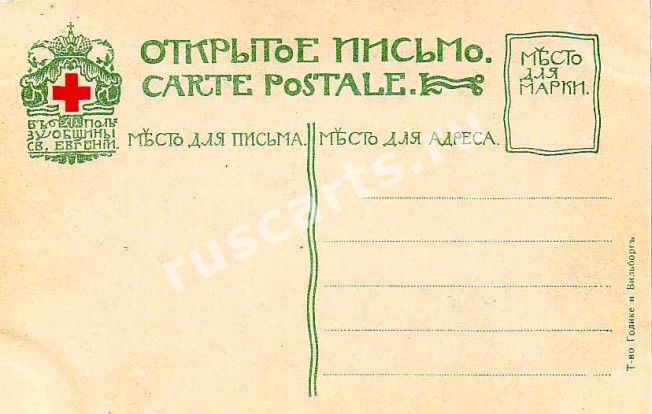 ОТКРЫТОЕ ПИСЬМО.
CARTE POSTALE.
МѢСТО
ДЛЯ
МАРКИ.
ВЪ ПОЛЬ
ЗУ ОБЩИНЫ
СВ. ЕВГЕНІИ.
МѢСТО ДЛЯ ПИСЬМА.
МѢСТО ДЛЯ АДРЕСА.
Т-во Голике и Вильборгъ
ruscarts.ru